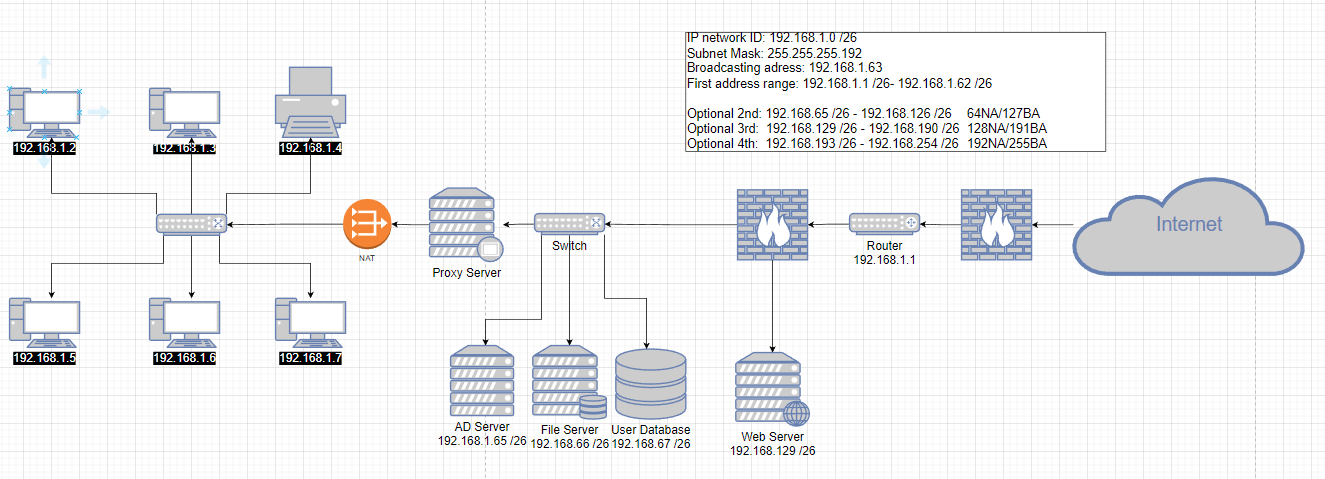 IP network ID: 192.168.1.0 /26
Subnet Mask: 255.255.255.192
Broadcasting adress: 192.168.1.63
First address range: 192.168.1.1 /26- 192.168.1.62 /26
Optional 2nd: 192.168.65 /26 - 192.168.126 /26 64NA/127BA
Optional 3rd: 192.168.129 /26 - 192.168.190 /26 128NA/191BA
Optional 4th: 192.168.193 /26 - 192.168.254 /26 192NA/255BA
192.168.1.2
192.168.1.3
192.168.1.4
NAT
Proxy Server
Switch
Router
192.168.1.1
Internet
192.168.1.5
192.168.1.6
192.168.1.7
AD Server
192.168.1.65 /26
File Server
192.168.66 /26
User Database
192.168.67 /26
Web Server
192.168.129 /26